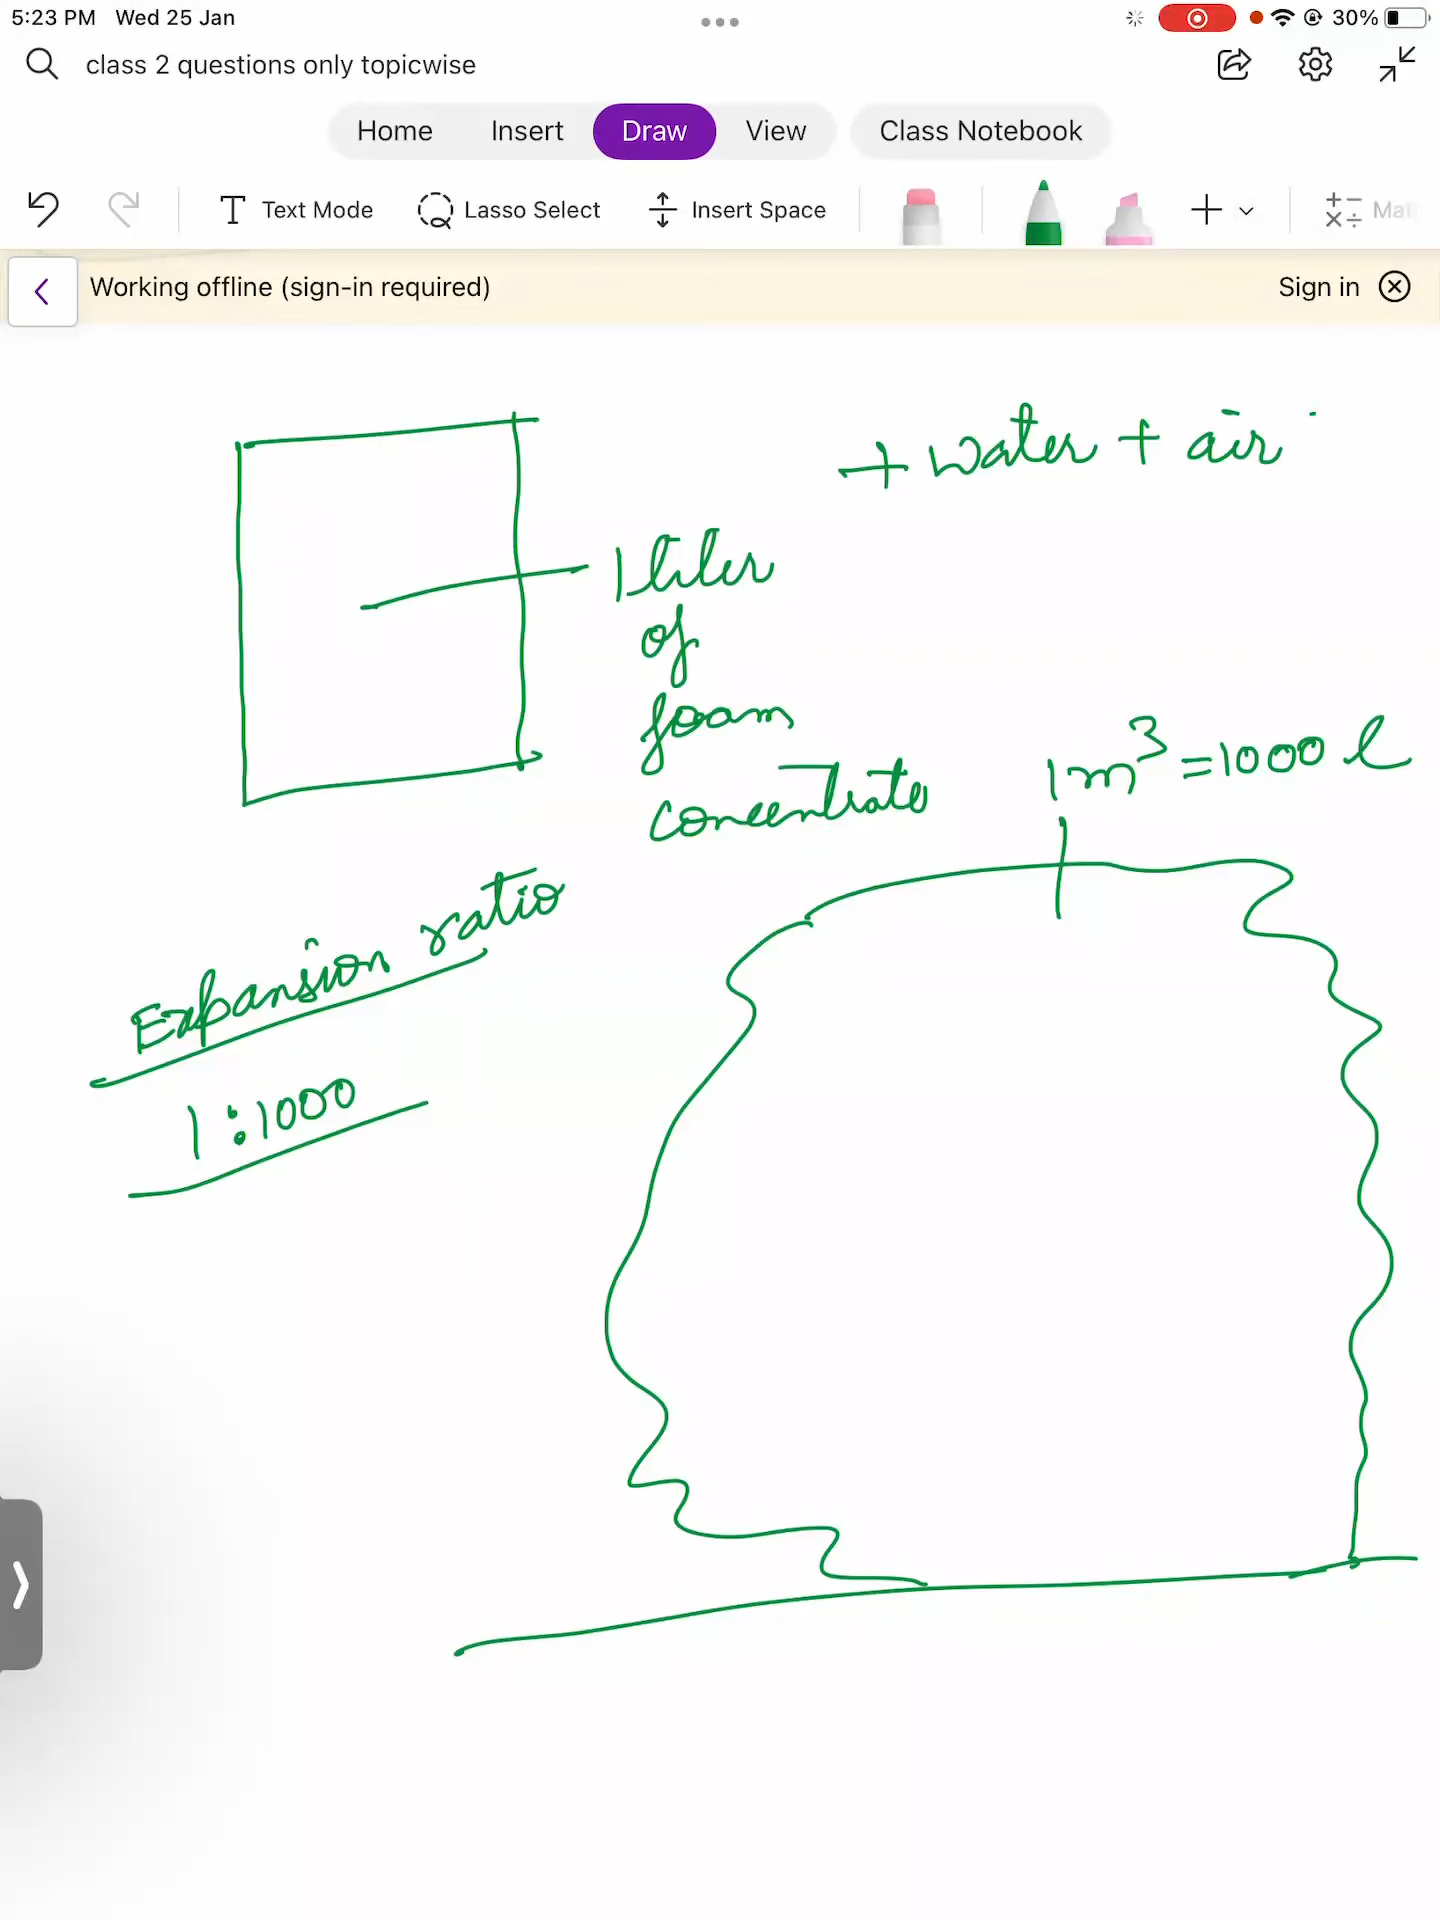 5:23 PM Wed 25 Jan
30%
class 2 questions only topicwise
Home Insert Draw View Class Notebook
Text Mode Lasso Select Insert Space
Working offline (sign-in required) Sign in
+ water + air
1 liter
of
foam
concentrate
1m³ = 1000 l
Expansion ratio
1:1000